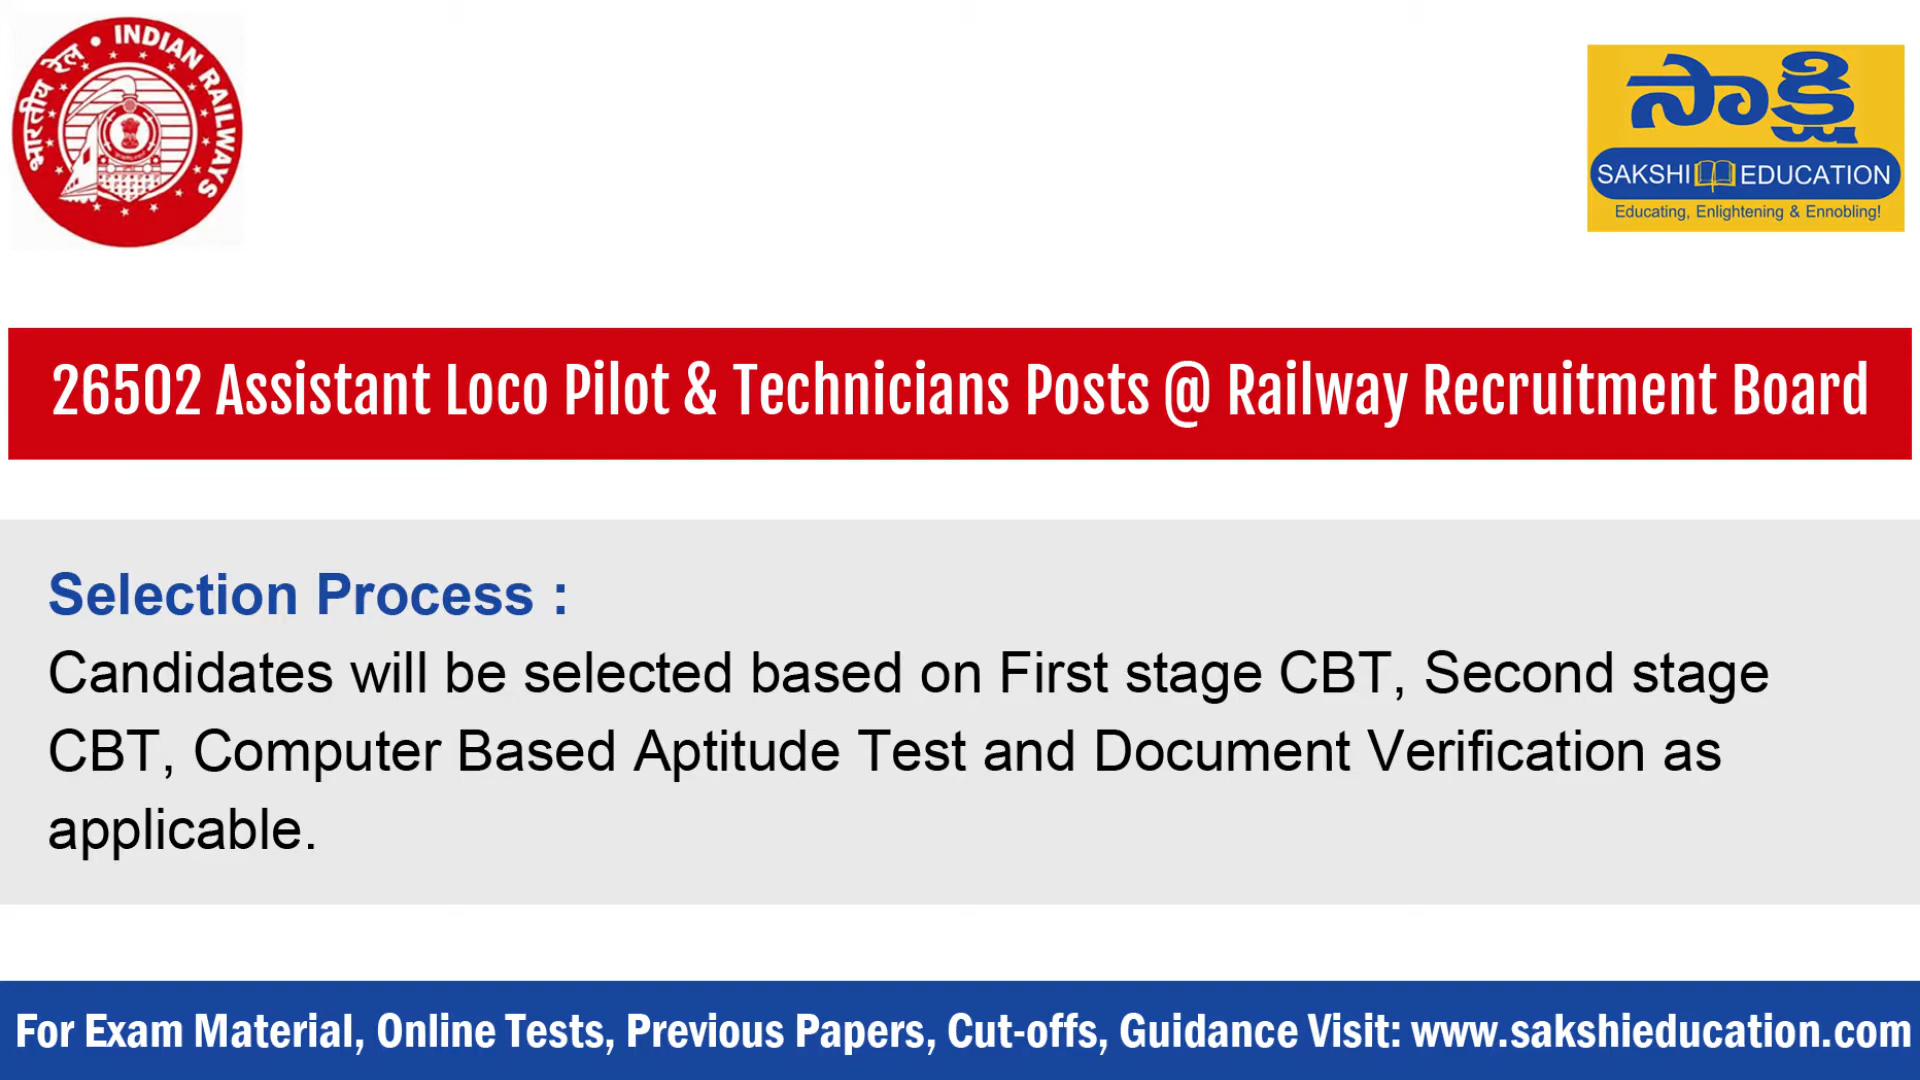 भारतीय रेल • INDIAN RAILWAYS
సాక్షి
SAKSHI EDUCATION
Educating, Enlightening & Ennobling!
26502 Assistant Loco Pilot & Technicians Posts @ Railway Recruitment Board
Selection Process :
Candidates will be selected based on First stage CBT, Second stage
CBT, Computer Based Aptitude Test and Document Verification as
applicable.
For Exam Material, Online Tests, Previous Papers, Cut-offs, Guidance Visit: www.sakshieducation.com